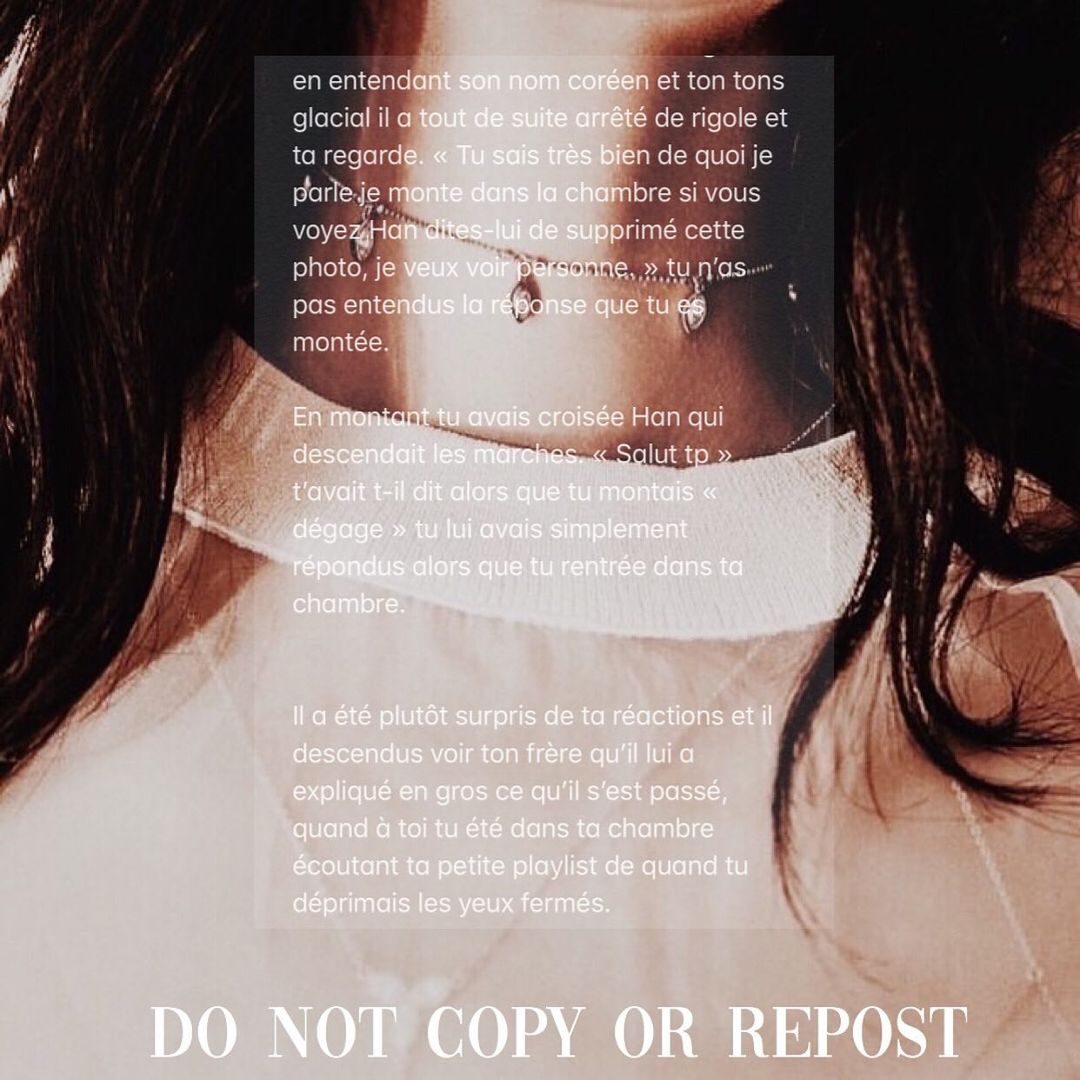 en entendant son nom coréen et ton tons
glacial il a tout de suite arrêté de rigole et
ta regarde. « Tu sais très bien de quoi je
parle je monte dans la chambre si vous
voyez Han dites-lui de supprimé cette
photo, je veux voir personne. » tu n’as
pas entendus la réponse que tu es
montée.
En montant tu avais croisée Han qui
descendait les marches. « Salut tp »
t’avait t-il dit alors que tu montais «
dégage » tu lui avais simplement
répondus alors que tu rentrée dans ta
chambre.
Il a été plutôt surpris de ta réactions et il
descendus voir ton frère qu’il lui a
expliqué en gros ce qu’il s’est passé,
quand à toi tu été dans ta chambre
écoutant ta petite playlist de quand tu
déprimais les yeux fermés.
DO NOT COPY OR REPOST